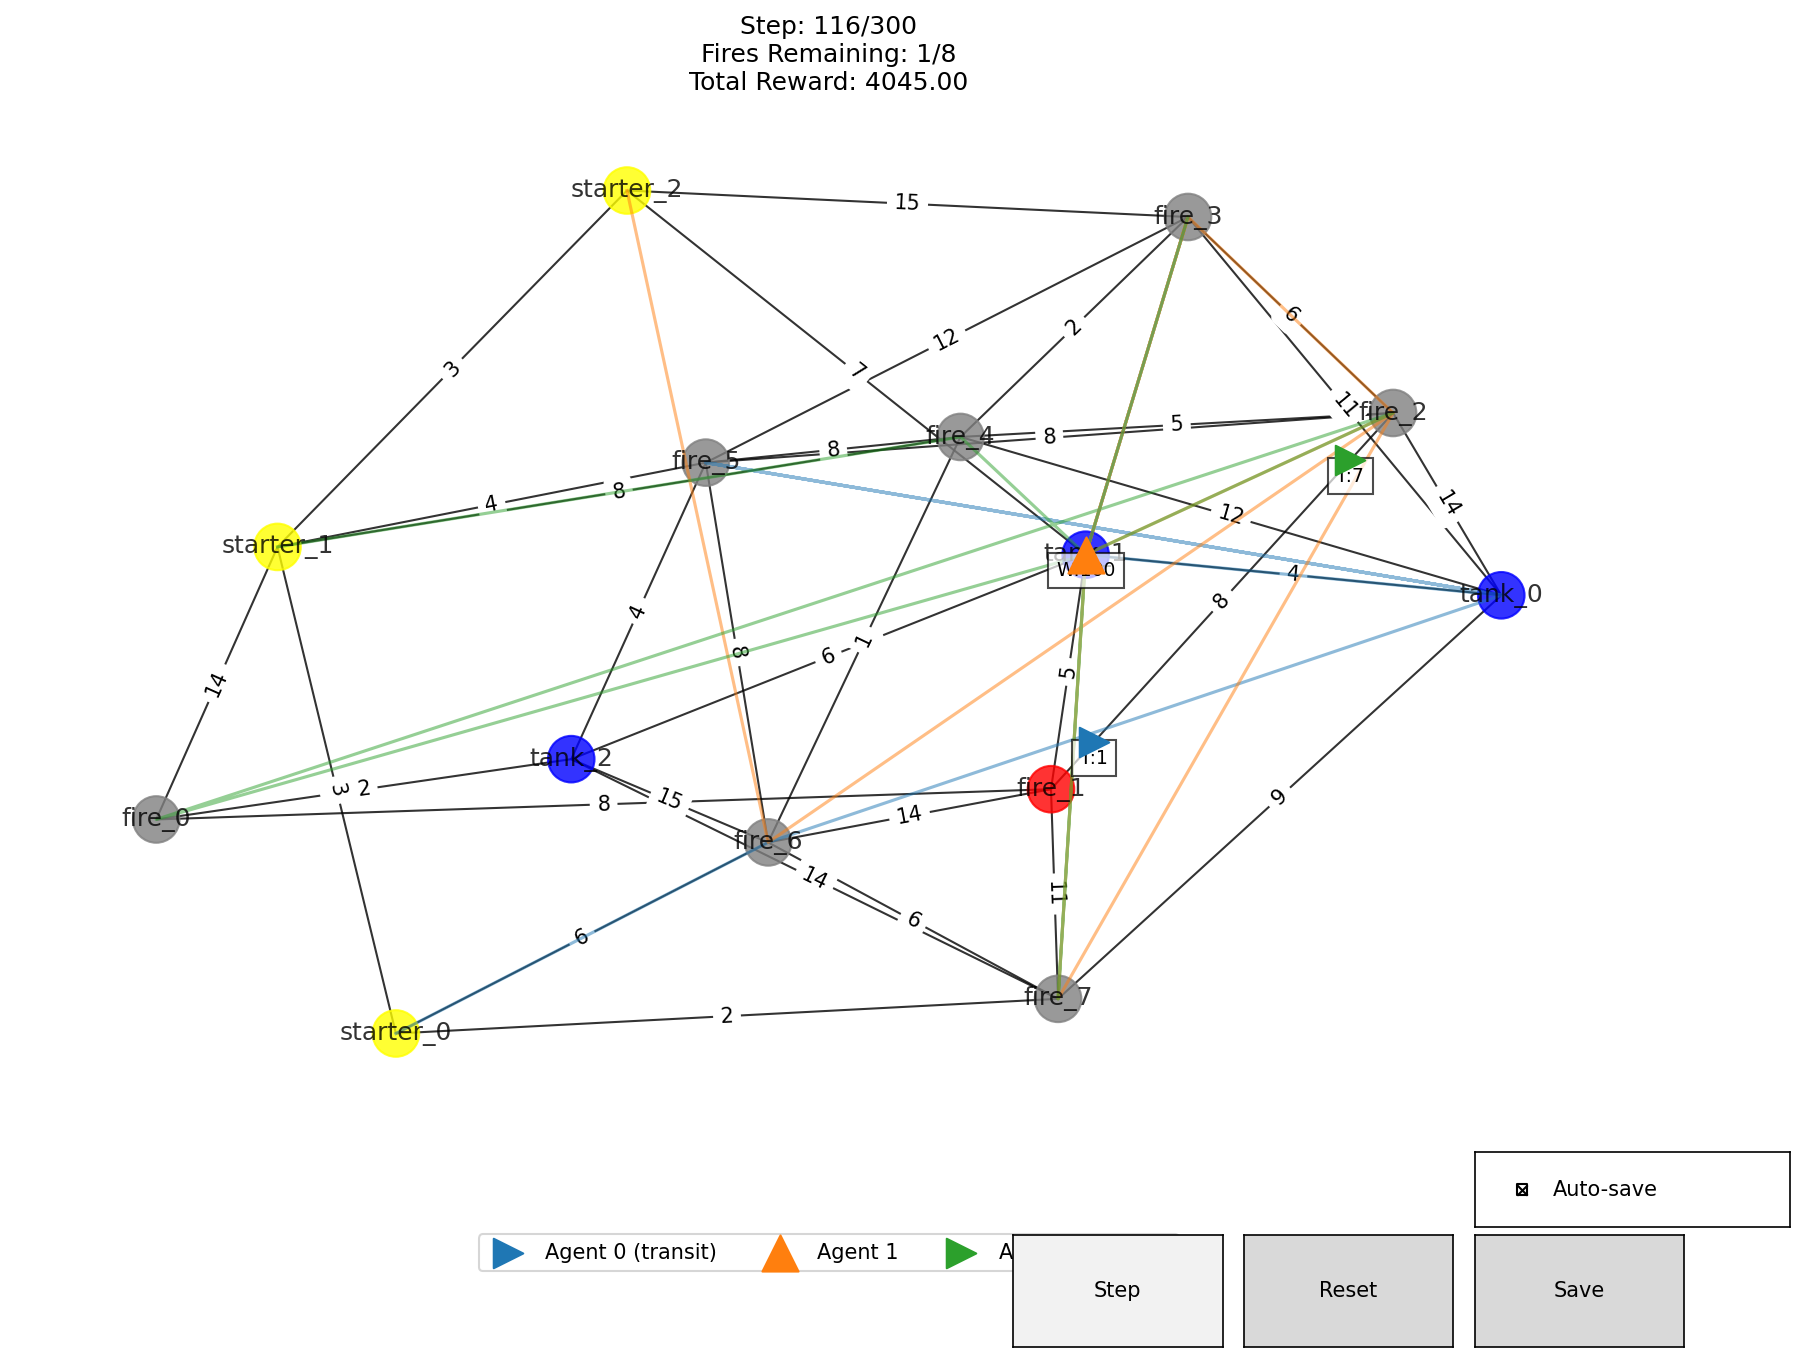 Step: 116/300
Fires Remaining: 1/8
Total Reward: 4045.00
starter_2
15
fire_3
3
7
12
2
6
11
fire_2
fire_4
5
8
8
fire_5
T:7
4
8
14
starter_1
12
4
tank_0
4
8
14
6
1
8
5
tank_2
T:1
fire_1
3
2
15
8
14
9
fire_0
fire_6
14
11
6
6
fire_7
2
starter_0
Auto-save
Agent 0 (transit)
Agent 1
A
Step
Reset
Save